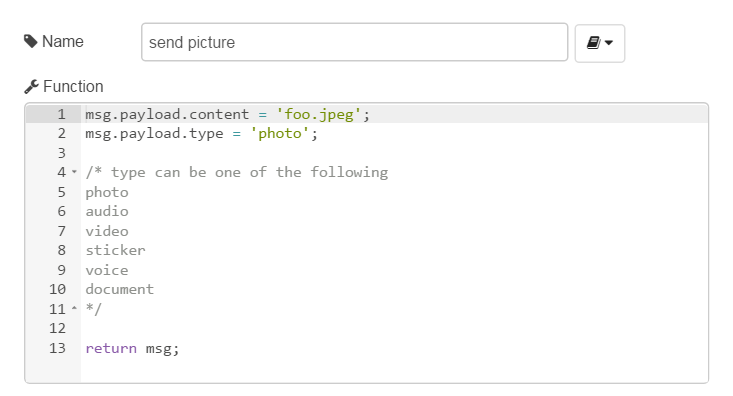 Name
send picture
Function
1 msg.payload.content = 'foo.jpeg';
2 msg.payload.type = 'photo';
3
4 /* type can be one of the following
5 photo
6 audio
7 video
8 sticker
9 voice
10 document
11 */
12
13 return msg;